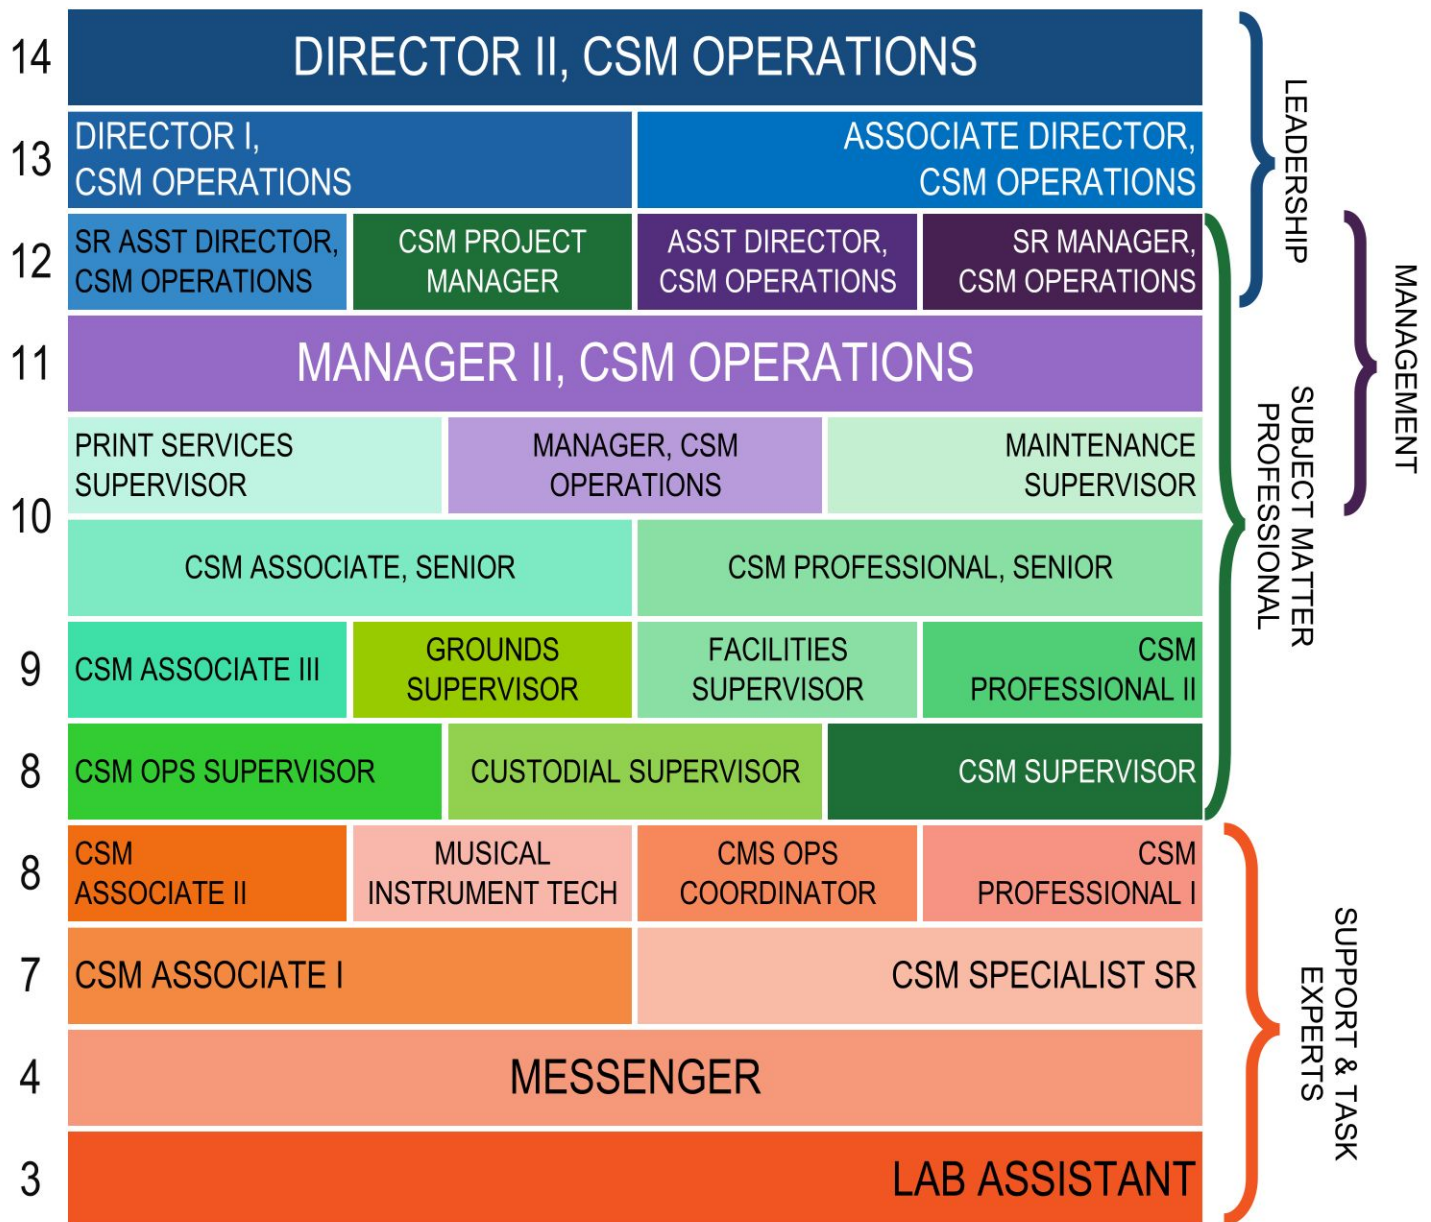 14
DIRECTOR II, CSM OPERATIONS
13
DIRECTOR I,
CSM OPERATIONS
ASSOCIATE DIRECTOR,
CSM OPERATIONS
12
SR ASST DIRECTOR,
CSM OPERATIONS
CSM PROJECT
MANAGER
ASST DIRECTOR,
CSM OPERATIONS
SR MANAGER,
CSM OPERATIONS
11
MANAGER II, CSM OPERATIONS
10
PRINT SERVICES
SUPERVISOR
MANAGER, CSM
OPERATIONS
MAINTENANCE
SUPERVISOR
CSM ASSOCIATE, SENIOR
CSM PROFESSIONAL, SENIOR
9
CSM ASSOCIATE III
GROUNDS
SUPERVISOR
FACILITIES
SUPERVISOR
CSM
PROFESSIONAL II
8
CSM OPS SUPERVISOR
CUSTODIAL SUPERVISOR
CSM SUPERVISOR
8
CSM
ASSOCIATE II
MUSICAL
INSTRUMENT TECH
CMS OPS
COORDINATOR
CSM
PROFESSIONAL I
7
CSM ASSOCIATE I
CSM SPECIALIST SR
4
MESSENGER
3
LAB ASSISTANT
LEADERSHIP
MANAGEMENT
SUBJECT MATTER
PROFESSIONAL
SUPPORT & TASK
EXPERTS